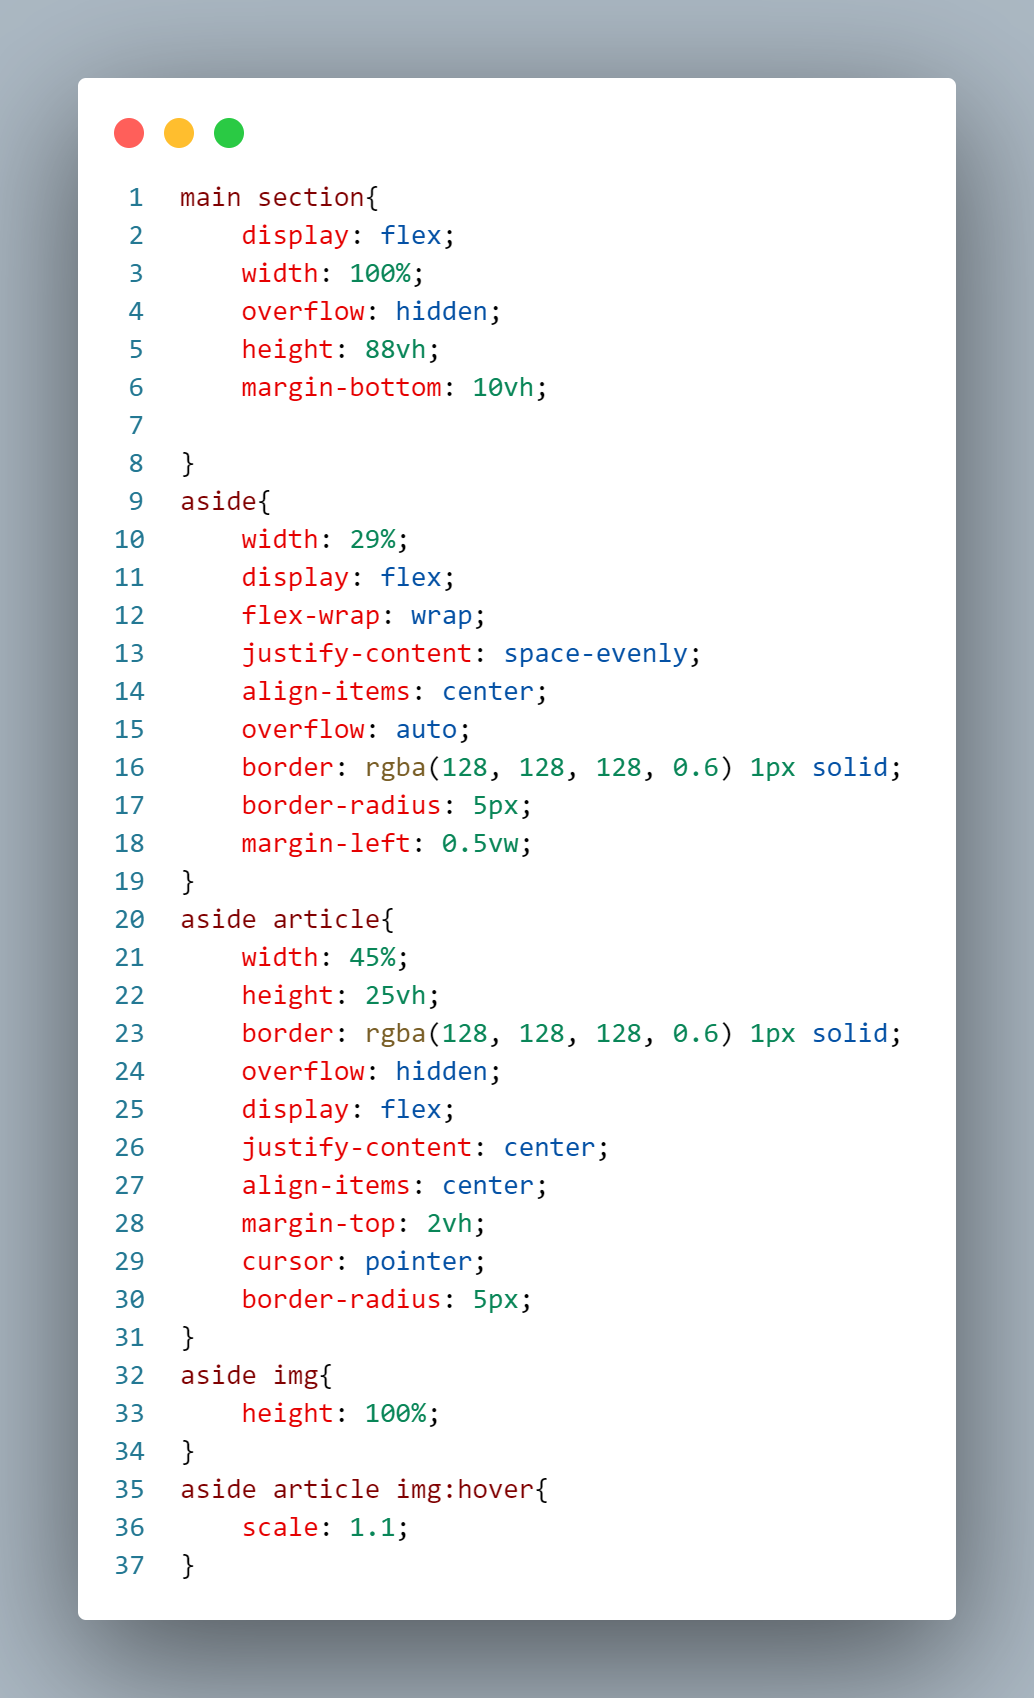 1 main section{
2     display: flex;
3     width: 100%;
4     overflow: hidden;
5     height: 88vh;
6     margin-bottom: 10vh;
7
8 }
9 aside{
10     width: 29%;
11     display: flex;
12     flex-wrap: wrap;
13     justify-content: space-evenly;
14     align-items: center;
15     overflow: auto;
16     border: rgba(128, 128, 128, 0.6) 1px solid;
17     border-radius: 5px;
18     margin-left: 0.5vw;
19 }
20 aside article{
21     width: 45%;
22     height: 25vh;
23     border: rgba(128, 128, 128, 0.6) 1px solid;
24     overflow: hidden;
25     display: flex;
26     justify-content: center;
27     align-items: center;
28     margin-top: 2vh;
29     cursor: pointer;
30     border-radius: 5px;
31 }
32 aside img{
33     height: 100%;
34 }
35 aside article img:hover{
36     scale: 1.1;
37 }